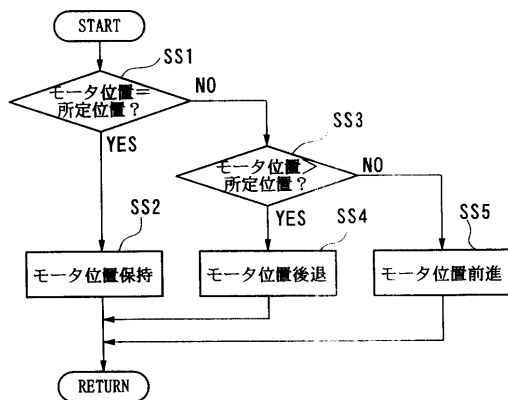 START
SS1
モータ位置＝
所定位置？
NO
YES
SS3
モータ位置＞
所定位置？
NO
YES
SS2
モータ位置保持
SS4
モータ位置後退
SS5
モータ位置前進
RETURN